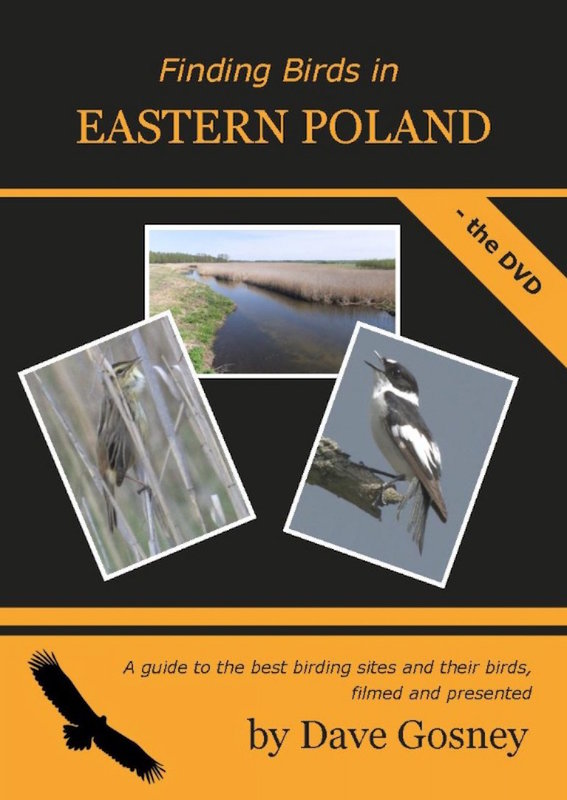 Finding Birds in
EASTERN POLAND
- the DVD
A guide to the best birding sites and their birds,
filmed and presented
by Dave Gosney